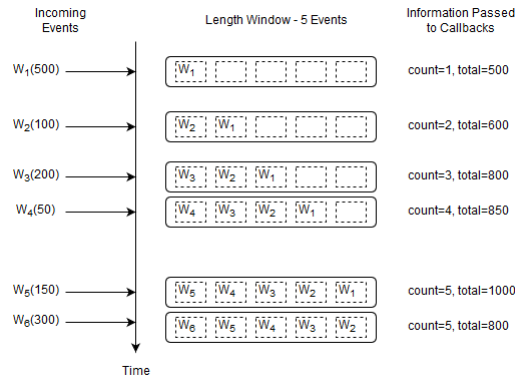 Incoming
Events
Length Window - 5 Events
Information Passed
to Callbacks
W1(500)
W1
count=1, total=500
W2(100)
W2 W1
count=2, total=600
W3(200)
W3 W2 W1
count=3, total=800
W4(50)
W4 W3 W2 W1
count=4, total=850
W5(150)
W5 W4 W3 W2 W1
count=5, total=1000
W6(300)
W6 W5 W4 W3 W2
count=5, total=800
Time